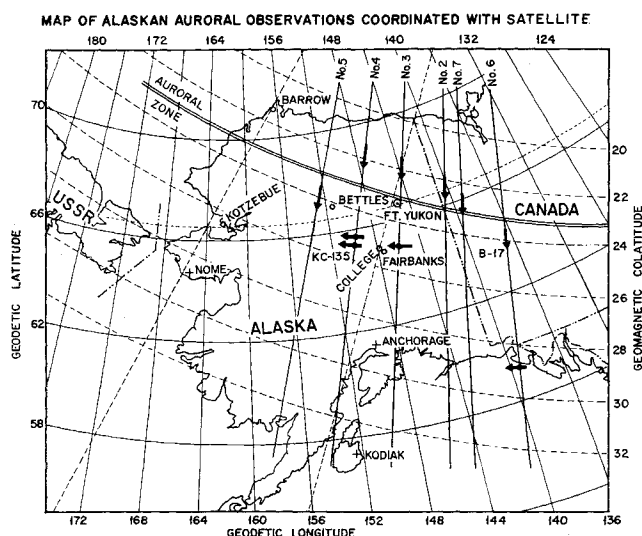 MAP OF ALASKAN AURORAL OBSERVATIONS COORDINATED WITH SATELLITE
180 172 164 160 148 140 132 124
No.5 No.4 No.3 No.2 No.7 No.6
70
66
62
58
GEODETIC LATITUDE
AURORAL
ZONE
BARROW
USSR
KOTZEBUE
BETTLES
FT. YUKON
CANADA
KC-135
COLLEGE
FAIRBANKS
B-17
NOME
ALASKA
ANCHORAGE
KODIAK
20
22
24
26
28
30
32
GEOMAGNETIC COLATITUDE
172 168 164 160 156 152 148 144 140 136
GEODETIC LONGITUDE